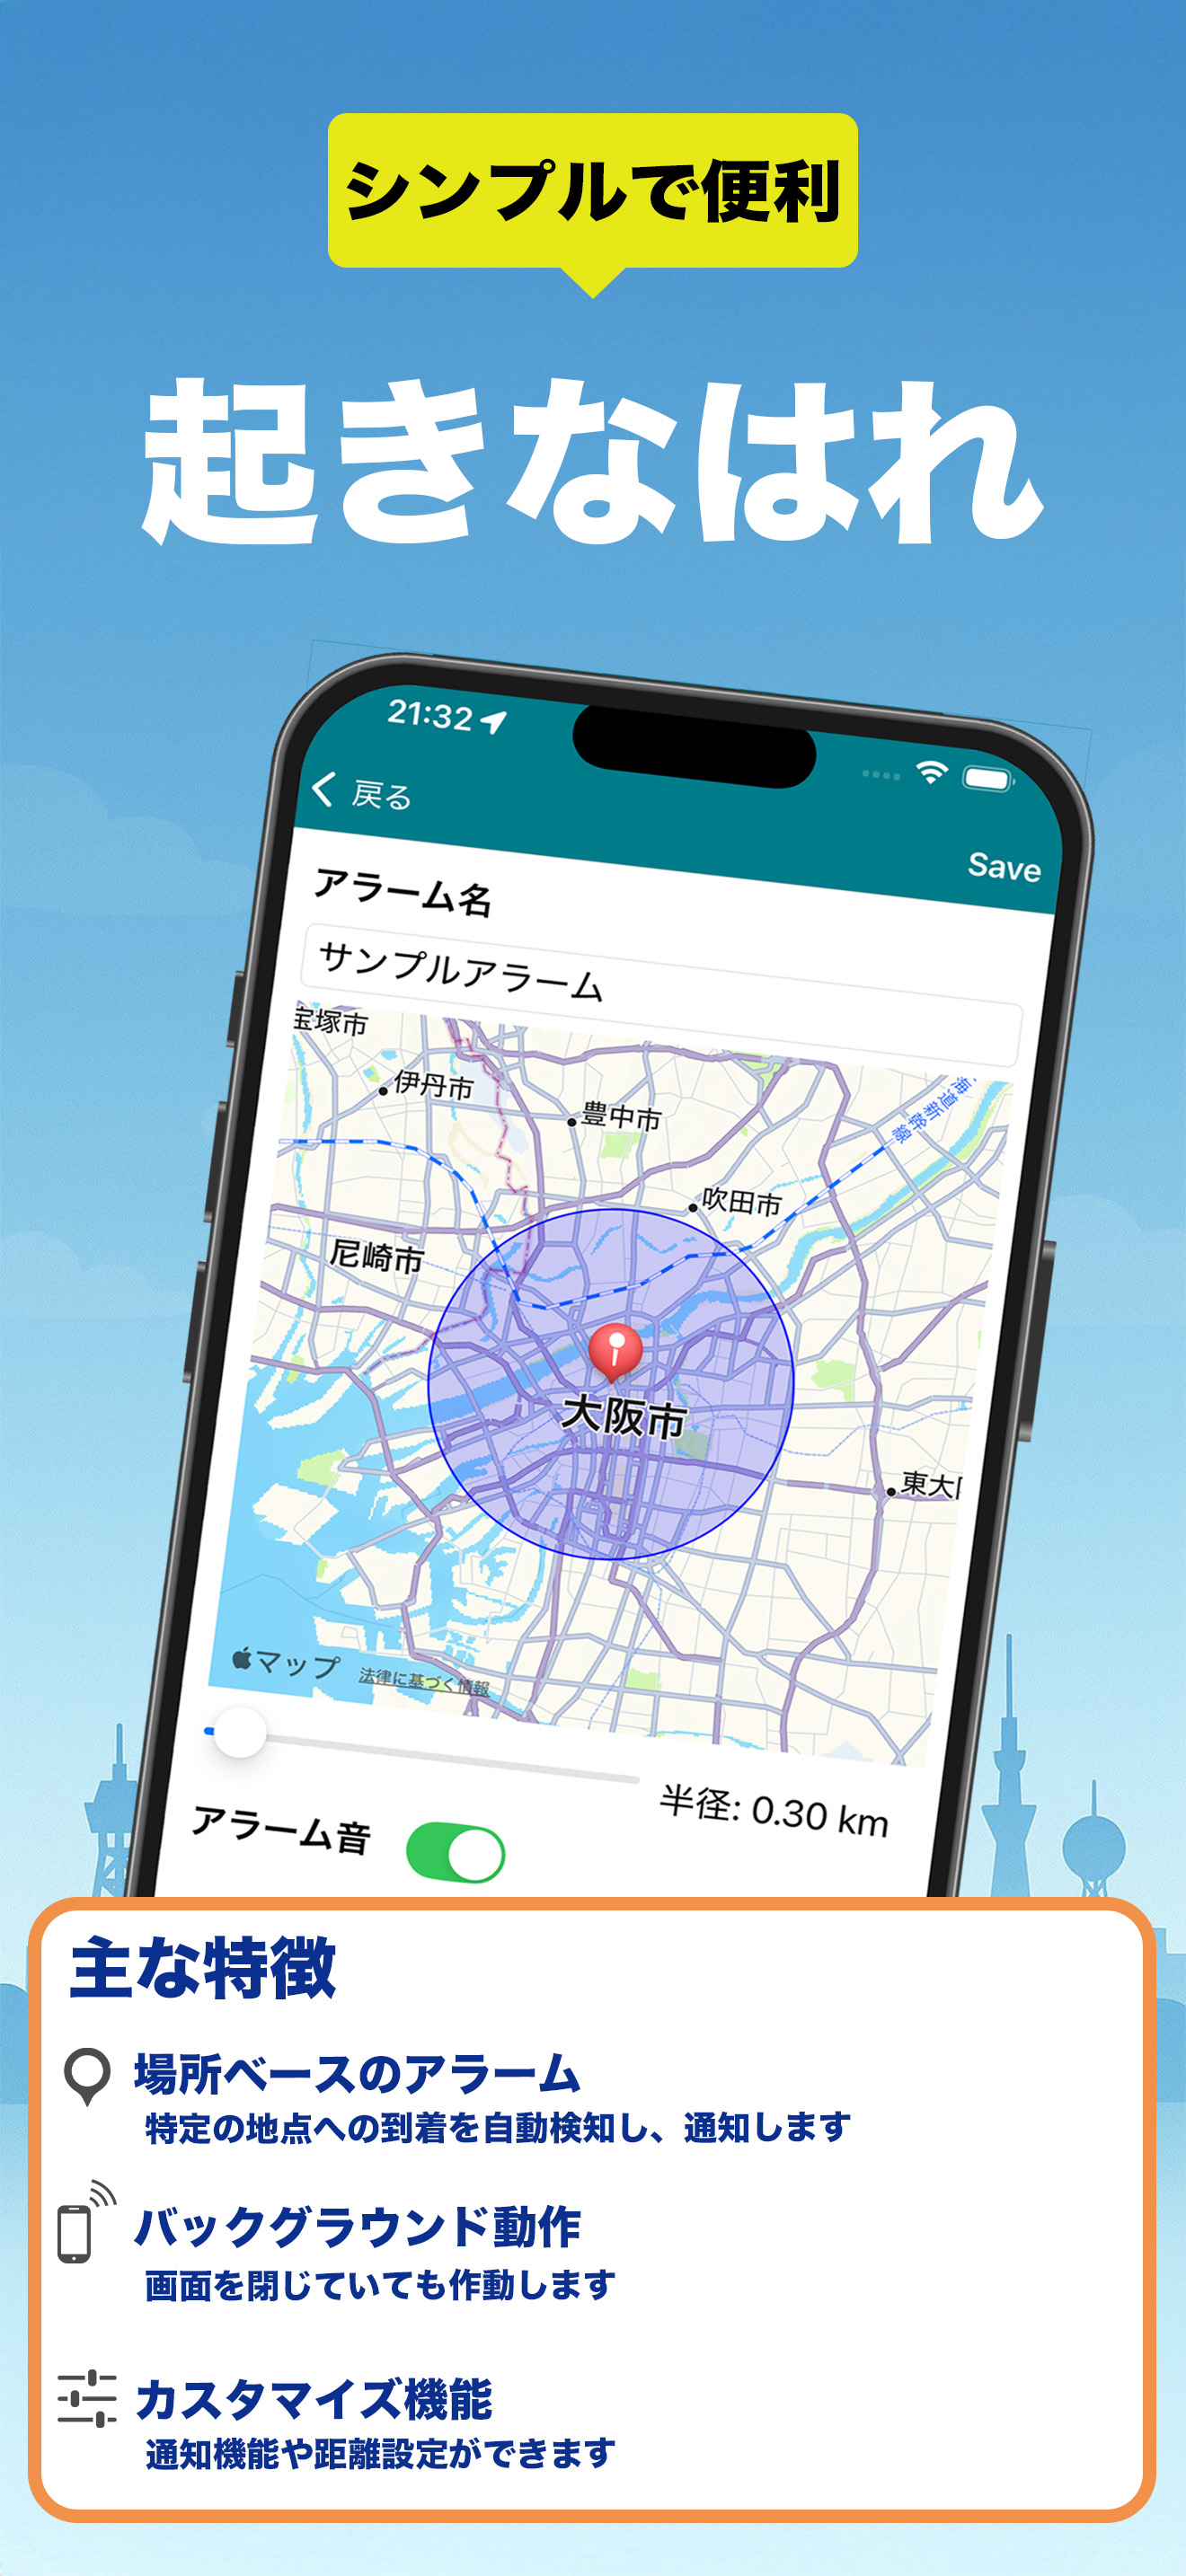 シンプルで便利
起きなはれ
21:32
戻る
Save
アラーム名
サンプルアラーム
宝塚市
伊丹市
豊中市
海道新幹線
吹田市
尼崎市
大阪市
東大
マップ
法律に基づく情報
半径: 0.30 km
アラーム音
主な特徴
場所ベースのアラーム
特定の地点への到着を自動検知し、通知します
バックグラウンド動作
画面を閉じていても作動します
カスタマイズ機能
通知機能や距離設定ができます